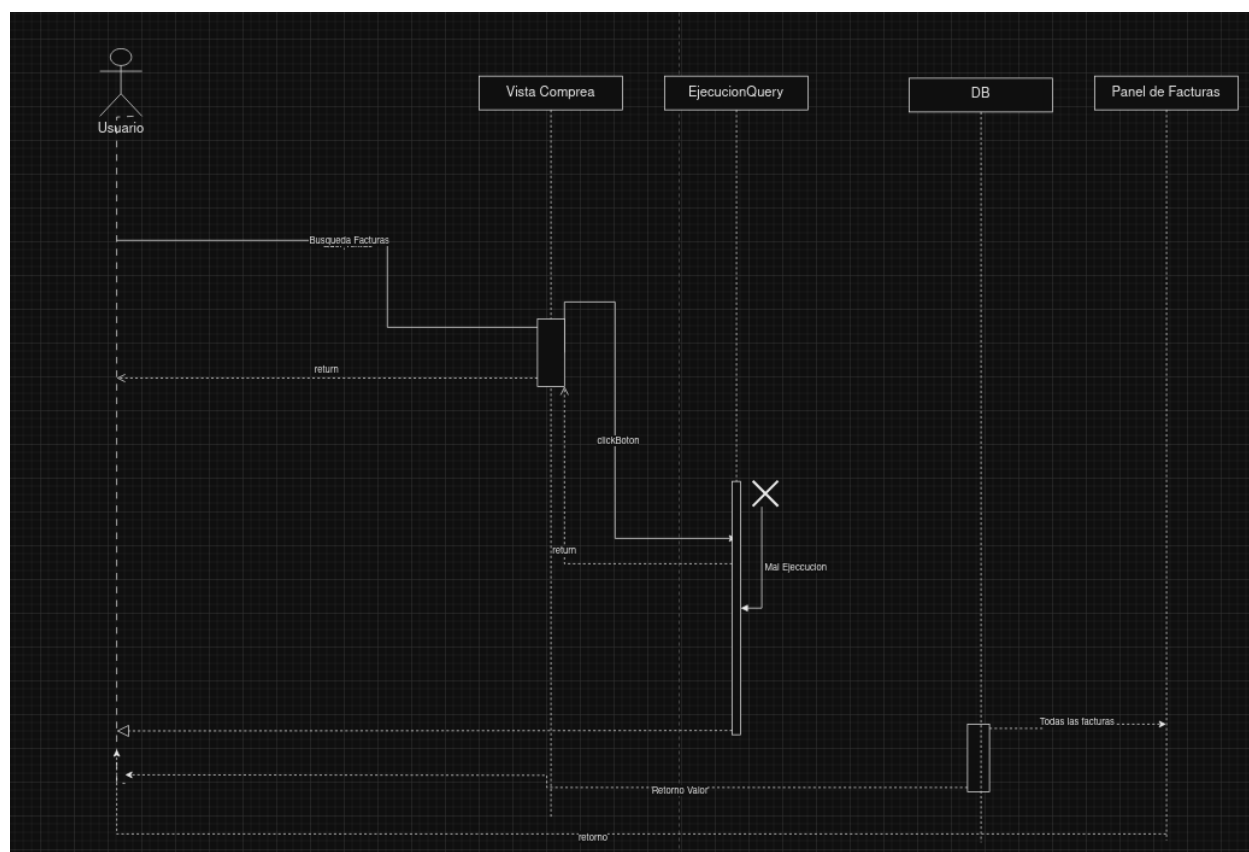 Usuario
Vista Comprea
EjecucionQuery
DB
Panel de Facturas
Busqueda Facturas
return
clickBoton
return
Mal Ejeccucion
Todas las facturas
Retorno Valor
retorno